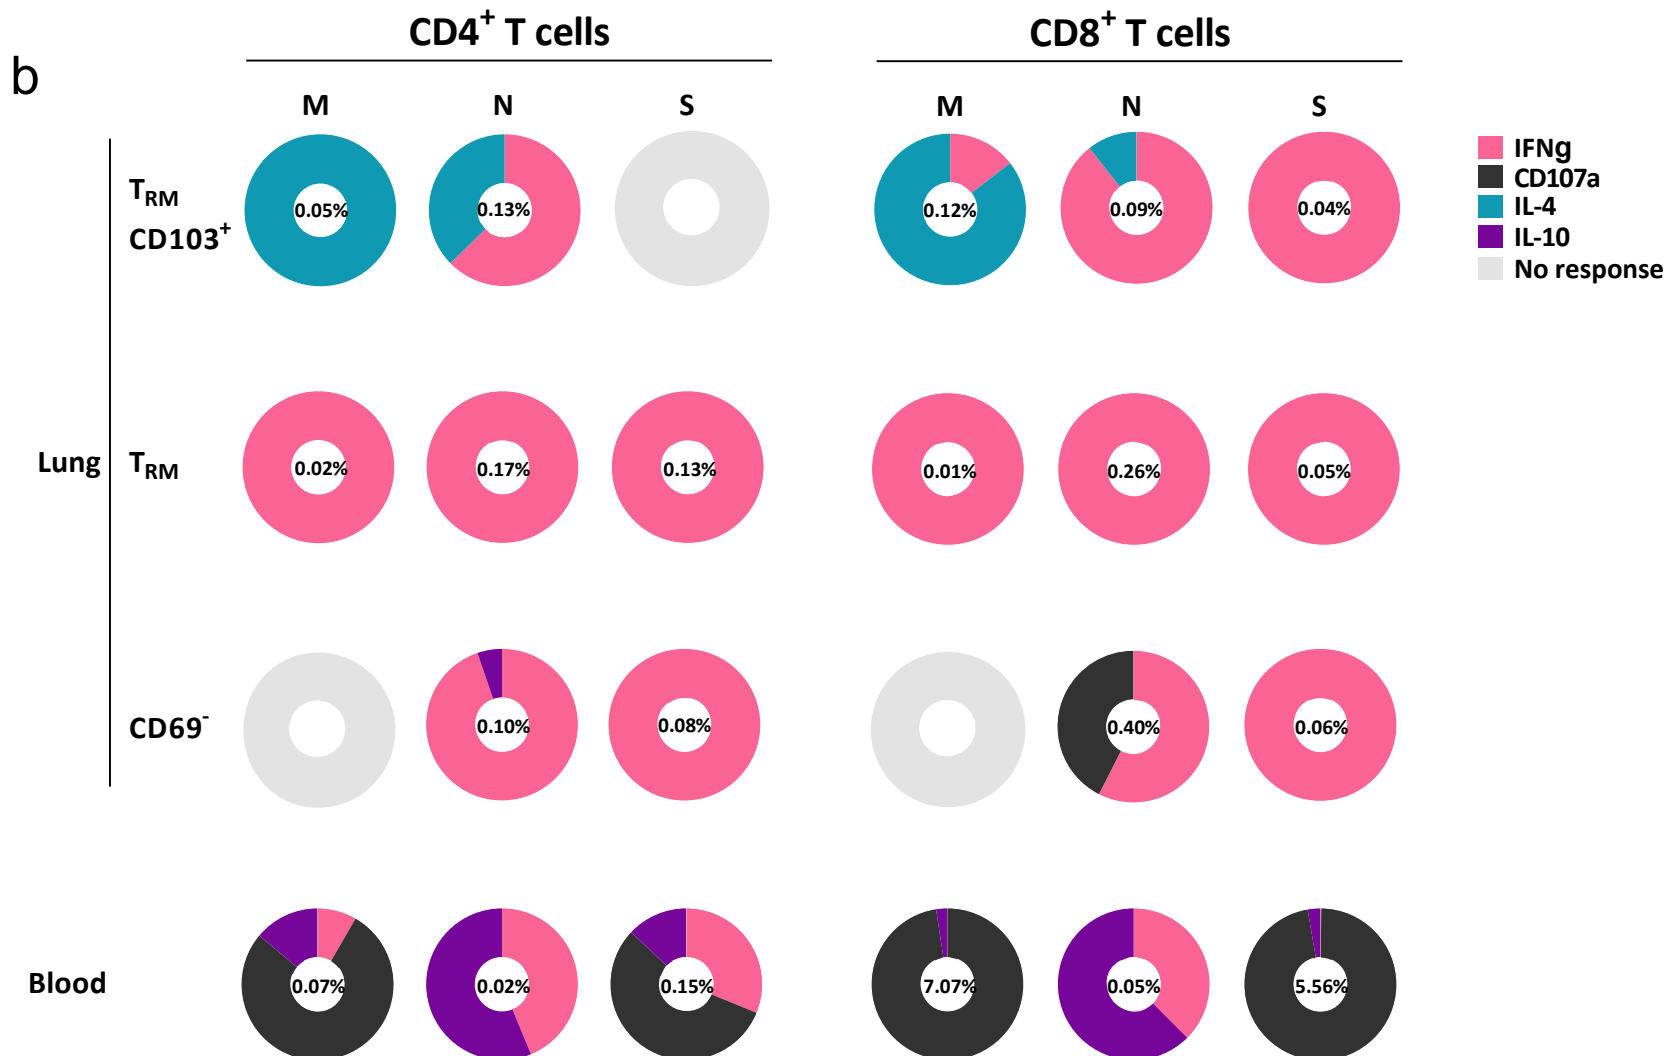 b
CD4+ T cells
CD8+ T cells
M N S
M N S
IFNg
CD107a
IL-4
IL-10
No response
Lung
TRM
CD103+
0.05% 0.13%
0.12% 0.09% 0.04%
TRM
0.02% 0.17% 0.13%
0.01% 0.26% 0.05%
CD69-
0.10% 0.08%
0.40% 0.06%
Blood
0.07% 0.02% 0.15%
7.07% 0.05% 5.56%